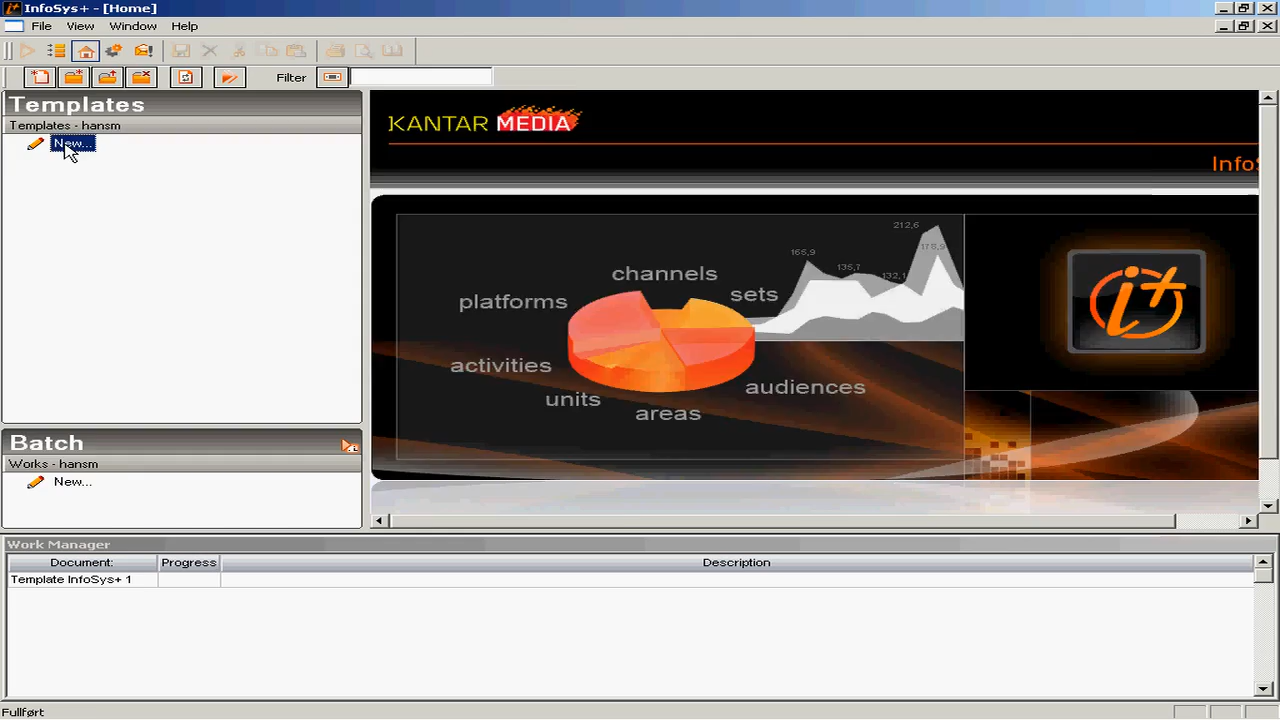 InfoSys+ - [Home]
File View Window Help
Filter
Templates
Templates - hansm
New...
Batch
Works - hansm
New...
KANTAR MEDIA
channels
platforms
sets
activities
units
audiences
areas
212,6
165,9
135,7
132,1
178,9
i+
Work Manager
Document: Progress Description
Template InfoSys+ 1
Fullført